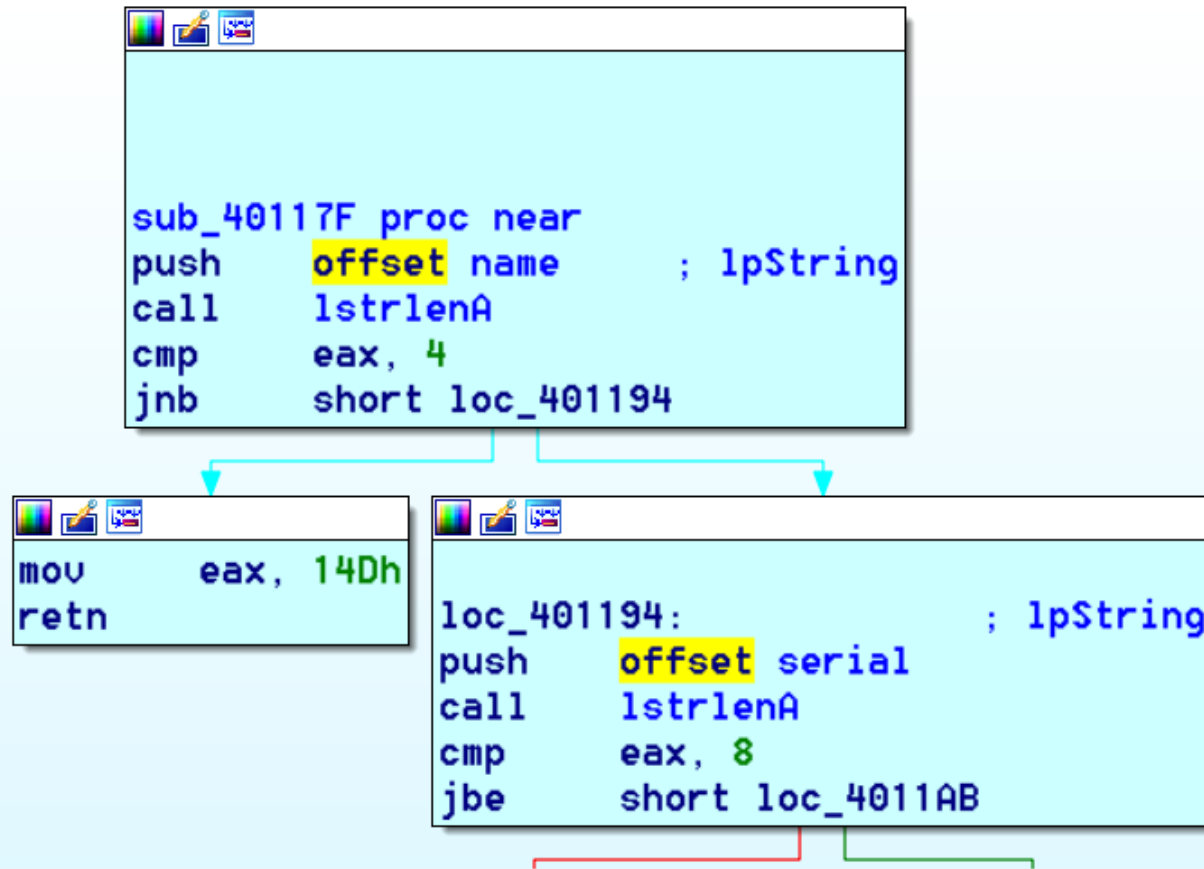 sub_40117F proc near
push offset name ; lpString
call lstrlenA
cmp eax, 4
jnb short loc_401194
mov eax, 14Dh
retn
loc_401194: ; lpString
push offset serial
call lstrlenA
cmp eax, 8
jbe short loc_4011AB